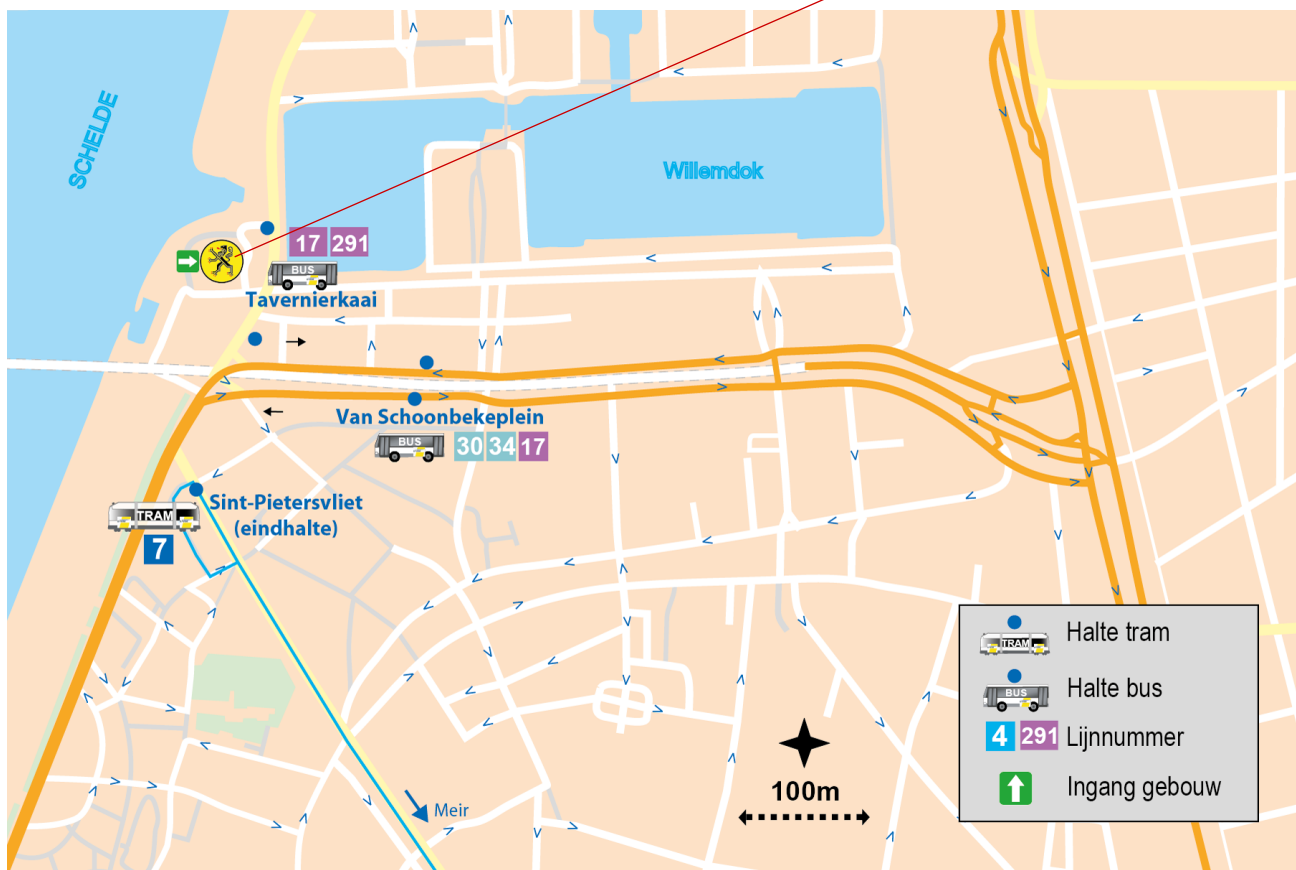 SCHELDE
Willemdok
17 291
BUS
Tavernierkaai
Van Schoonbekeplein
BUS
30 34 17
Sint-Pietersvliet
(eindhalte)
TRAM
7
Meir
100m
TRAM
Halte tram
BUS
Halte bus
4 291 Lijnnummer
Ingang gebouw